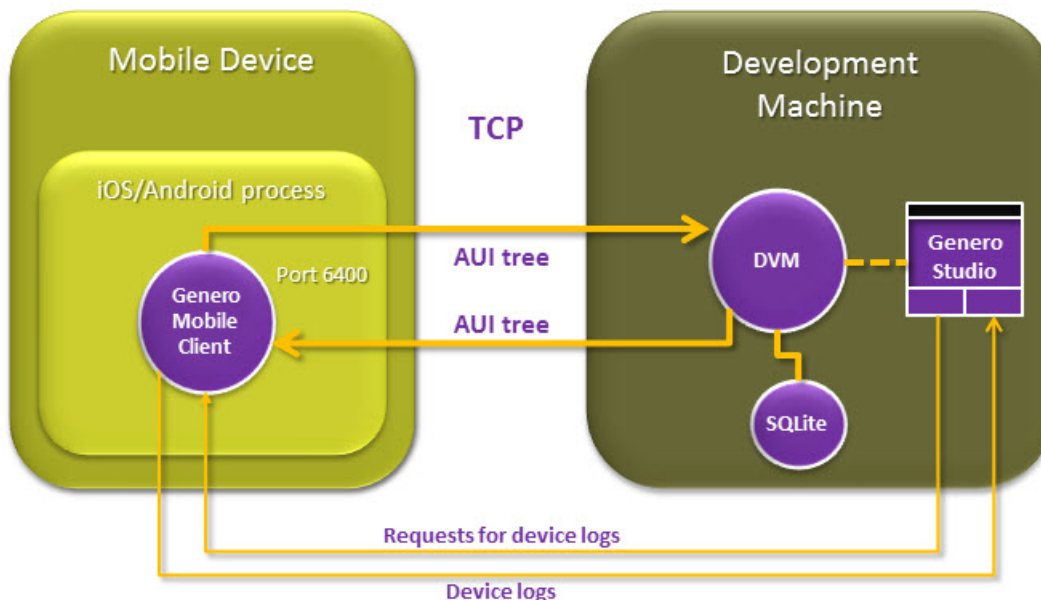 Mobile Device
Development
Machine
TCP
iOS/Android process
AUI tree
Port 6400
Genero
Mobile
Client
AUI tree
DVM
Genero
Studio
SQLite
Requests for device logs
Device logs